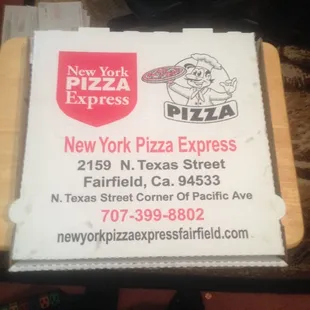 New York
PIZZA
Express
PIZZA
New York Pizza Express
2159 N. Texas Street
Fairfield, Ca. 94533
N. Texas Street Corner Of Pacific Ave
707-399-8802
newyorkpizzaexpressfairfield.com